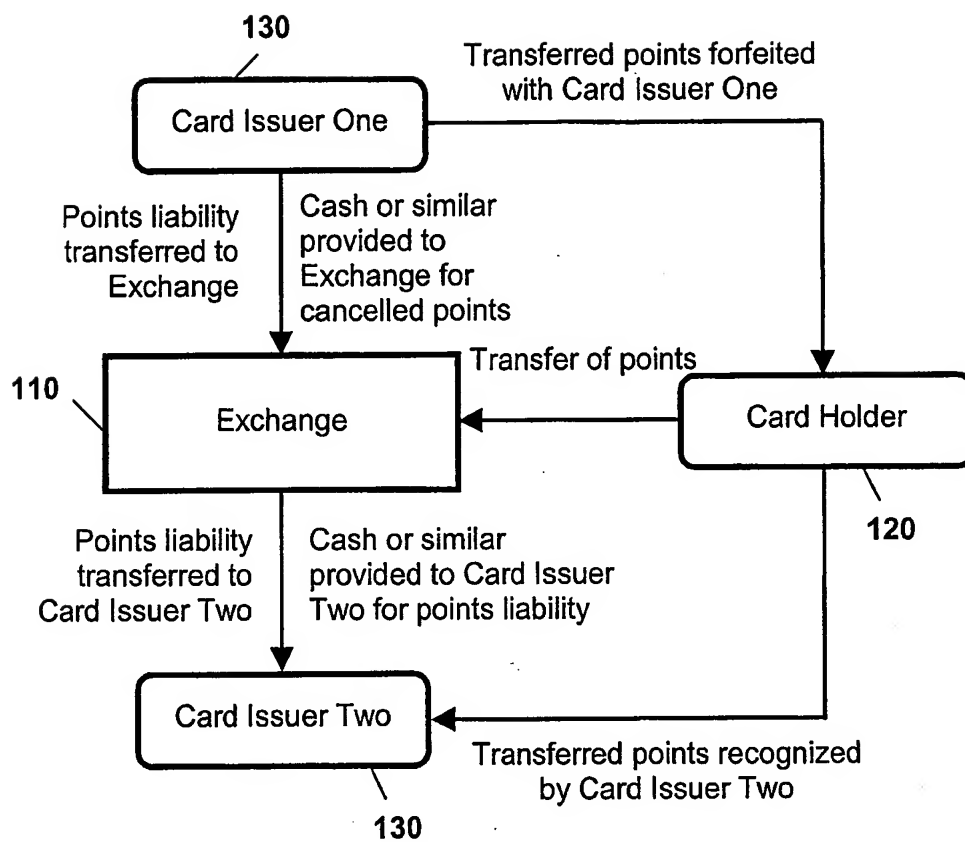 130
Transferred points forfeited
with Card Issuer One
Card Issuer One
Points liability
transferred to
Exchange
Cash or similar
provided to
Exchange for
cancelled points
Transfer of points
110
Exchange
Card Holder
120
Points liability
transferred to
Card Issuer Two
Cash or similar
provided to Card Issuer
Two for points liability
Card Issuer Two
Transferred points recognized
by Card Issuer Two
130